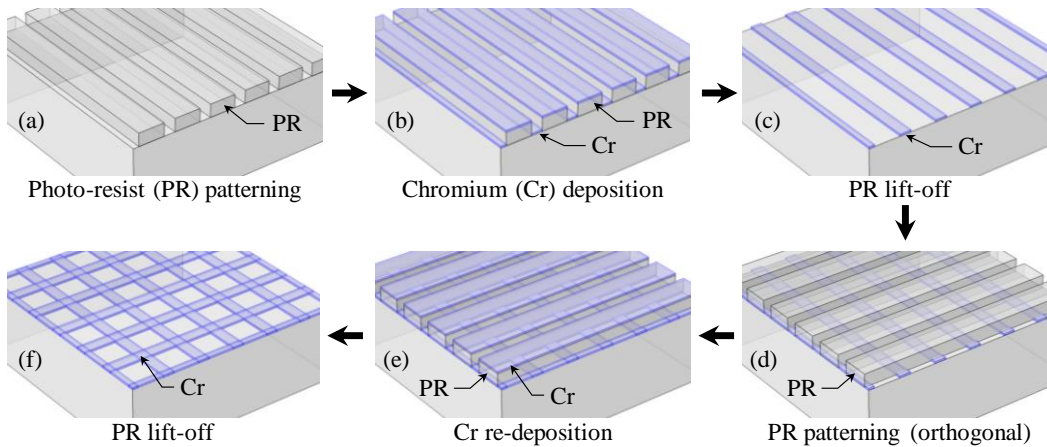 (a)
PR
Photo-resist (PR) patterning
(b)
PR
Cr
Chromium (Cr) deposition
(c)
Cr
PR lift-off
(f)
Cr
PR lift-off
(e)
PR
Cr
Cr re-deposition
(d)
PR
PR patterning (orthogonal)